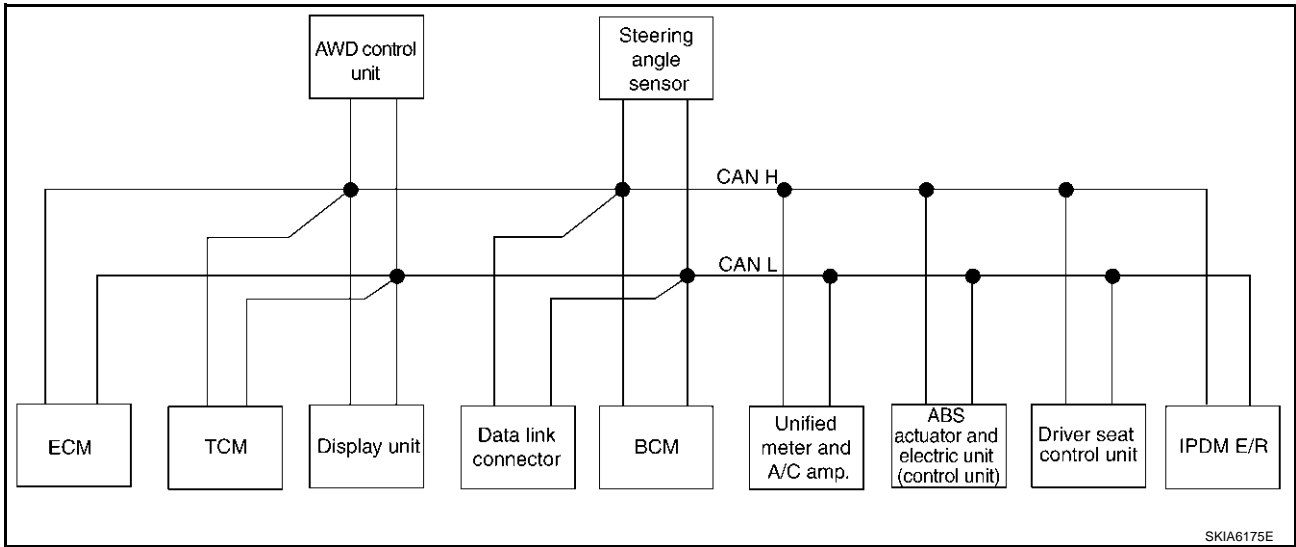 AWD control
unit
Steering
angle
sensor
CAN H
CAN L
ECM
TCM
Display unit
Data link
connector
BCM
Unified
meter and
A/C amp.
ABS
actuator and
electric unit
(control unit)
Driver seat
control unit
IPDM E/R
SKIA6175E